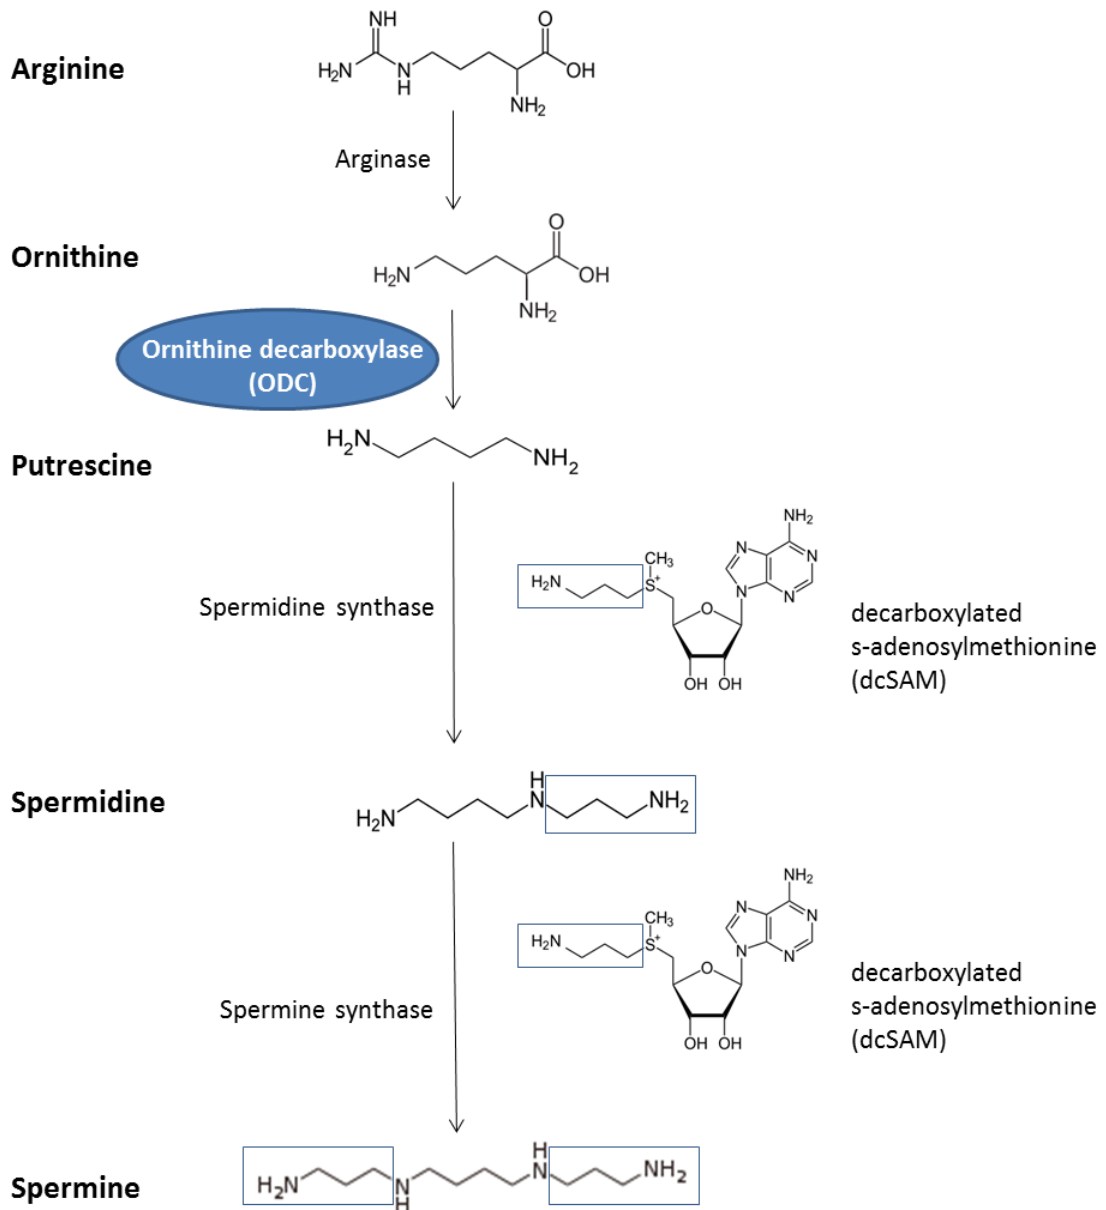 Arginine
NH
H₂N
N
H
O
OH
NH₂
Arginase
Ornithine
H₂N
O
OH
NH₂
Ornithine decarboxylase
(ODC)
Putrescine
H₂N
NH₂
Spermidine synthase
H₂N
CH₃
S⁺
O
OH OH
NH₂
N
N
N
N
decarboxylated
s-adenosylmethionine
(dcSAM)
Spermidine
H₂N
H
N
NH₂
Spermine synthase
H₂N
CH₃
S⁺
O
OH OH
NH₂
N
N
N
N
decarboxylated
s-adenosylmethionine
(dcSAM)
Spermine
H₂N
N
H
H
N
NH₂